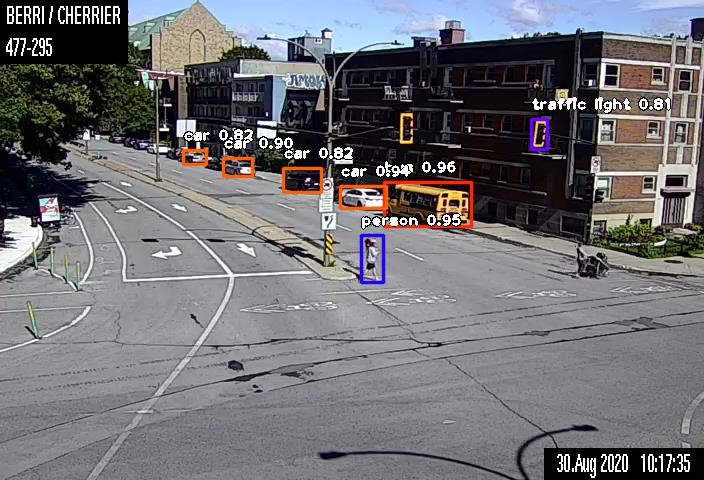 BERRI / CHERRIER
477-295
traffic light 0.81
car 0.82
car 0.90
car 0.82
car 0.94
0.96
person 0.95
30.Aug 2020 10:17:35